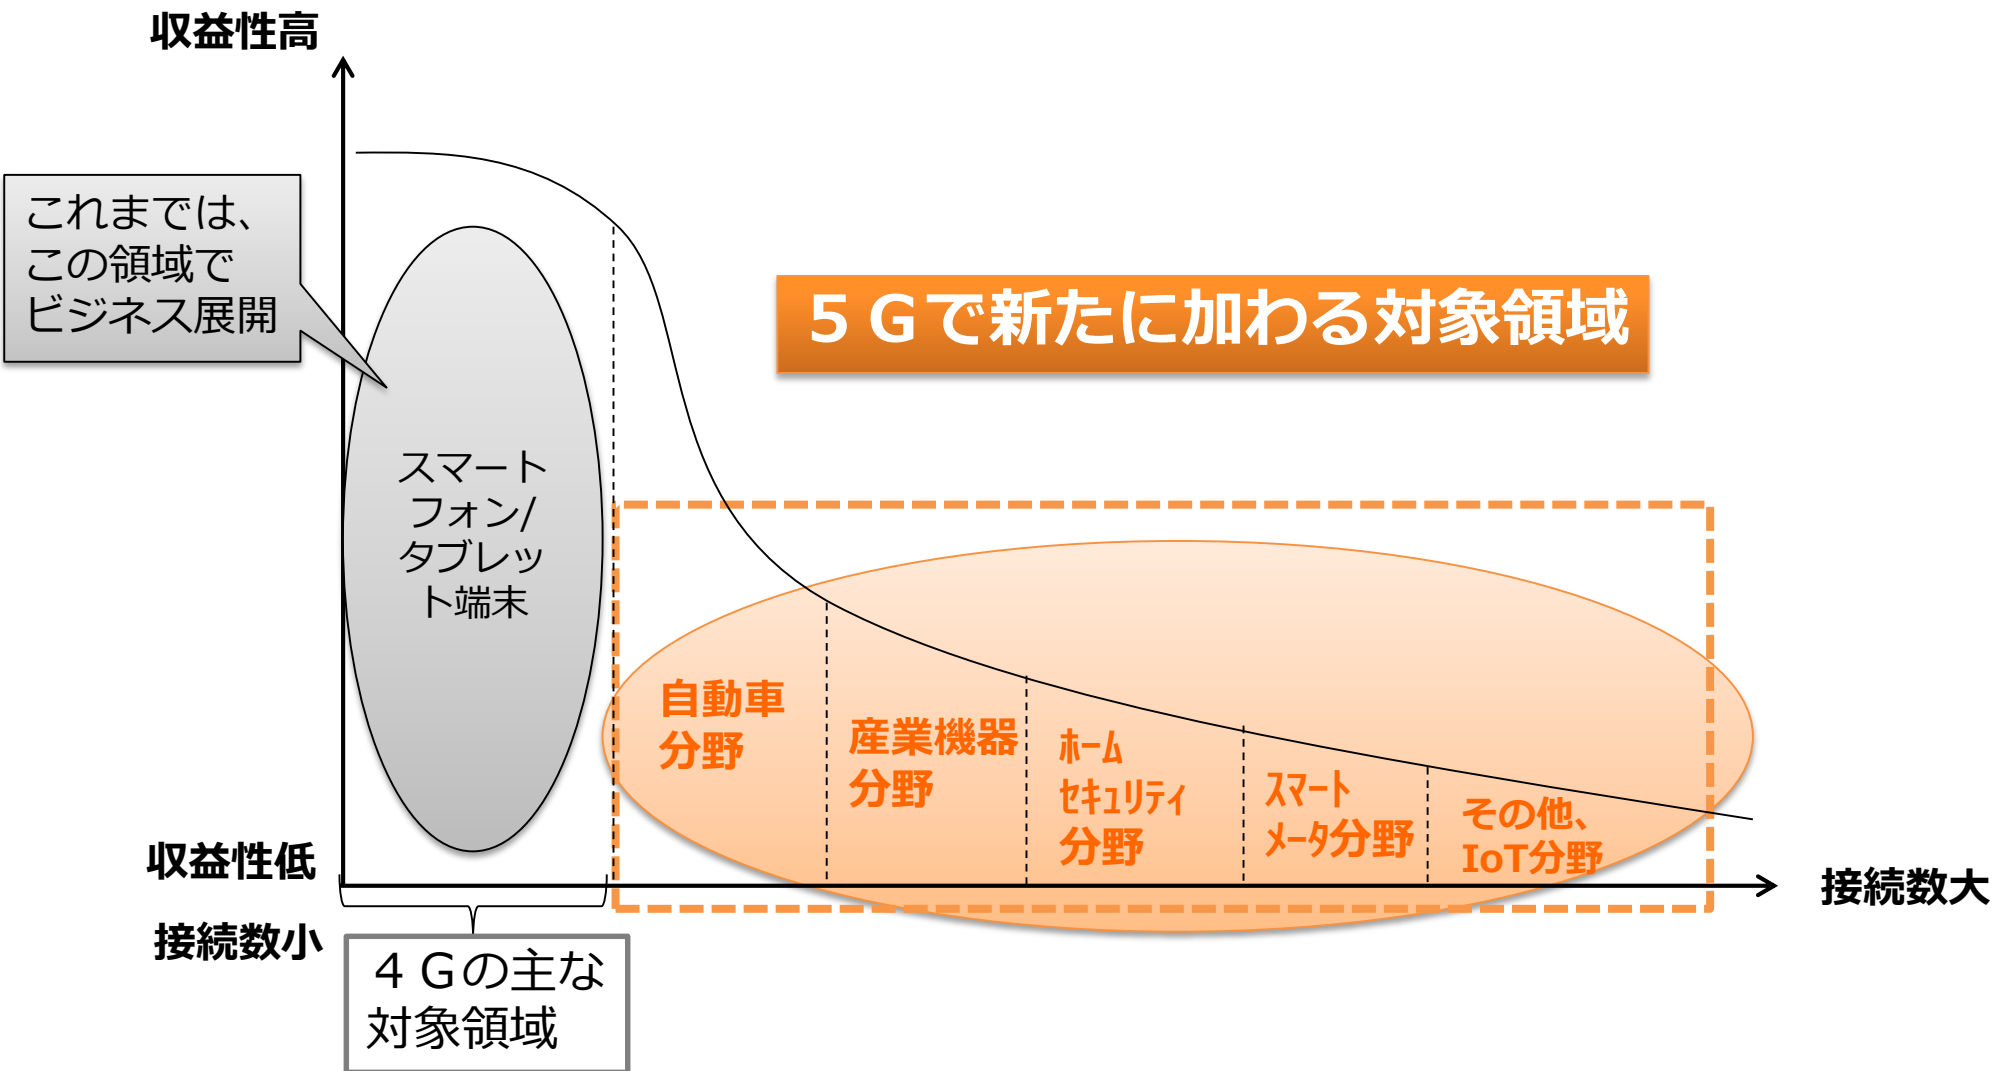 収益性高
これまでは、
この領域で
ビジネス展開
５Ｇで新たに加わる対象領域
スマート
フォン/
タブレッ
ト端末
自動車
分野
産業機器
分野
ﾎｰﾑ
ｾｷｭﾘﾃｨ
分野
ｽﾏｰﾄ
ﾒｰﾀ分野
その他、
IoT分野
収益性低
接続数大
接続数小
４Ｇの主な
対象領域